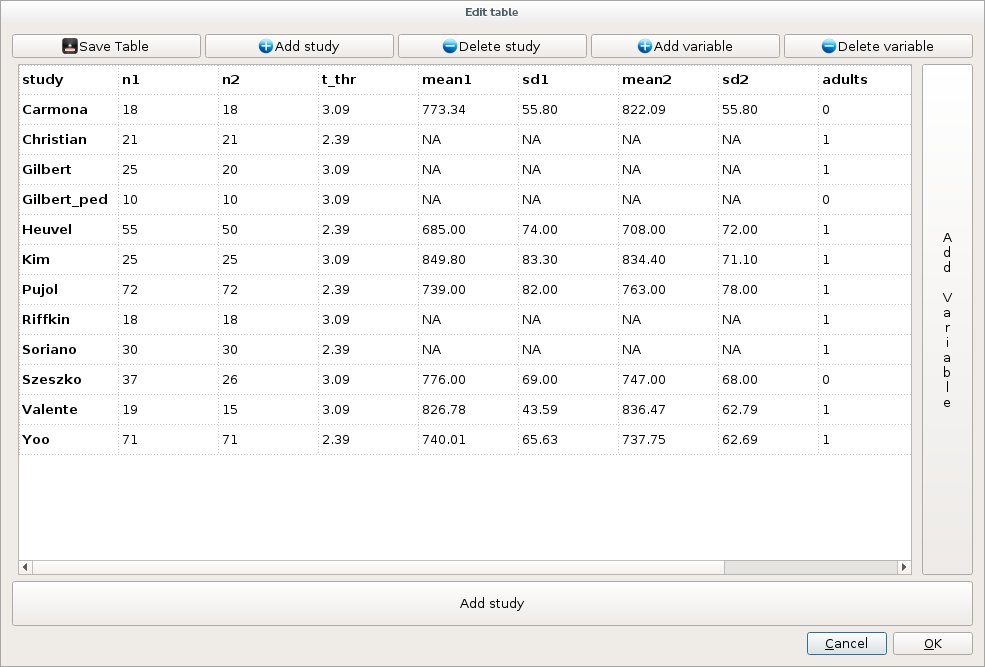 Edit table
Save Table Add study Delete study Add variable Delete variable
study n1 n2 t_thr mean1 sd1 mean2 sd2 adults
Carmona 18 18 3.09 773.34 55.80 822.09 55.80 0
Christian 21 21 2.39 NA NA NA NA 1
Gilbert 25 20 3.09 NA NA NA NA 1
Gilbert_ped 10 10 3.09 NA NA NA NA 0
Heuvel 55 50 2.39 685.00 74.00 708.00 72.00 1
Kim 25 25 3.09 849.80 83.30 834.40 71.10 1
Pujol 72 72 2.39 739.00 82.00 763.00 78.00 1
Riffkin 18 18 3.09 NA NA NA NA 1
Soriano 30 30 2.39 NA NA NA NA 1
Szeszko 37 26 3.09 776.00 69.00 747.00 68.00 0
Valente 19 15 3.09 826.78 43.59 836.47 62.79 1
Yoo 71 71 2.39 740.01 65.63 737.75 62.69 1
Add Variable
Add study
Cancel OK